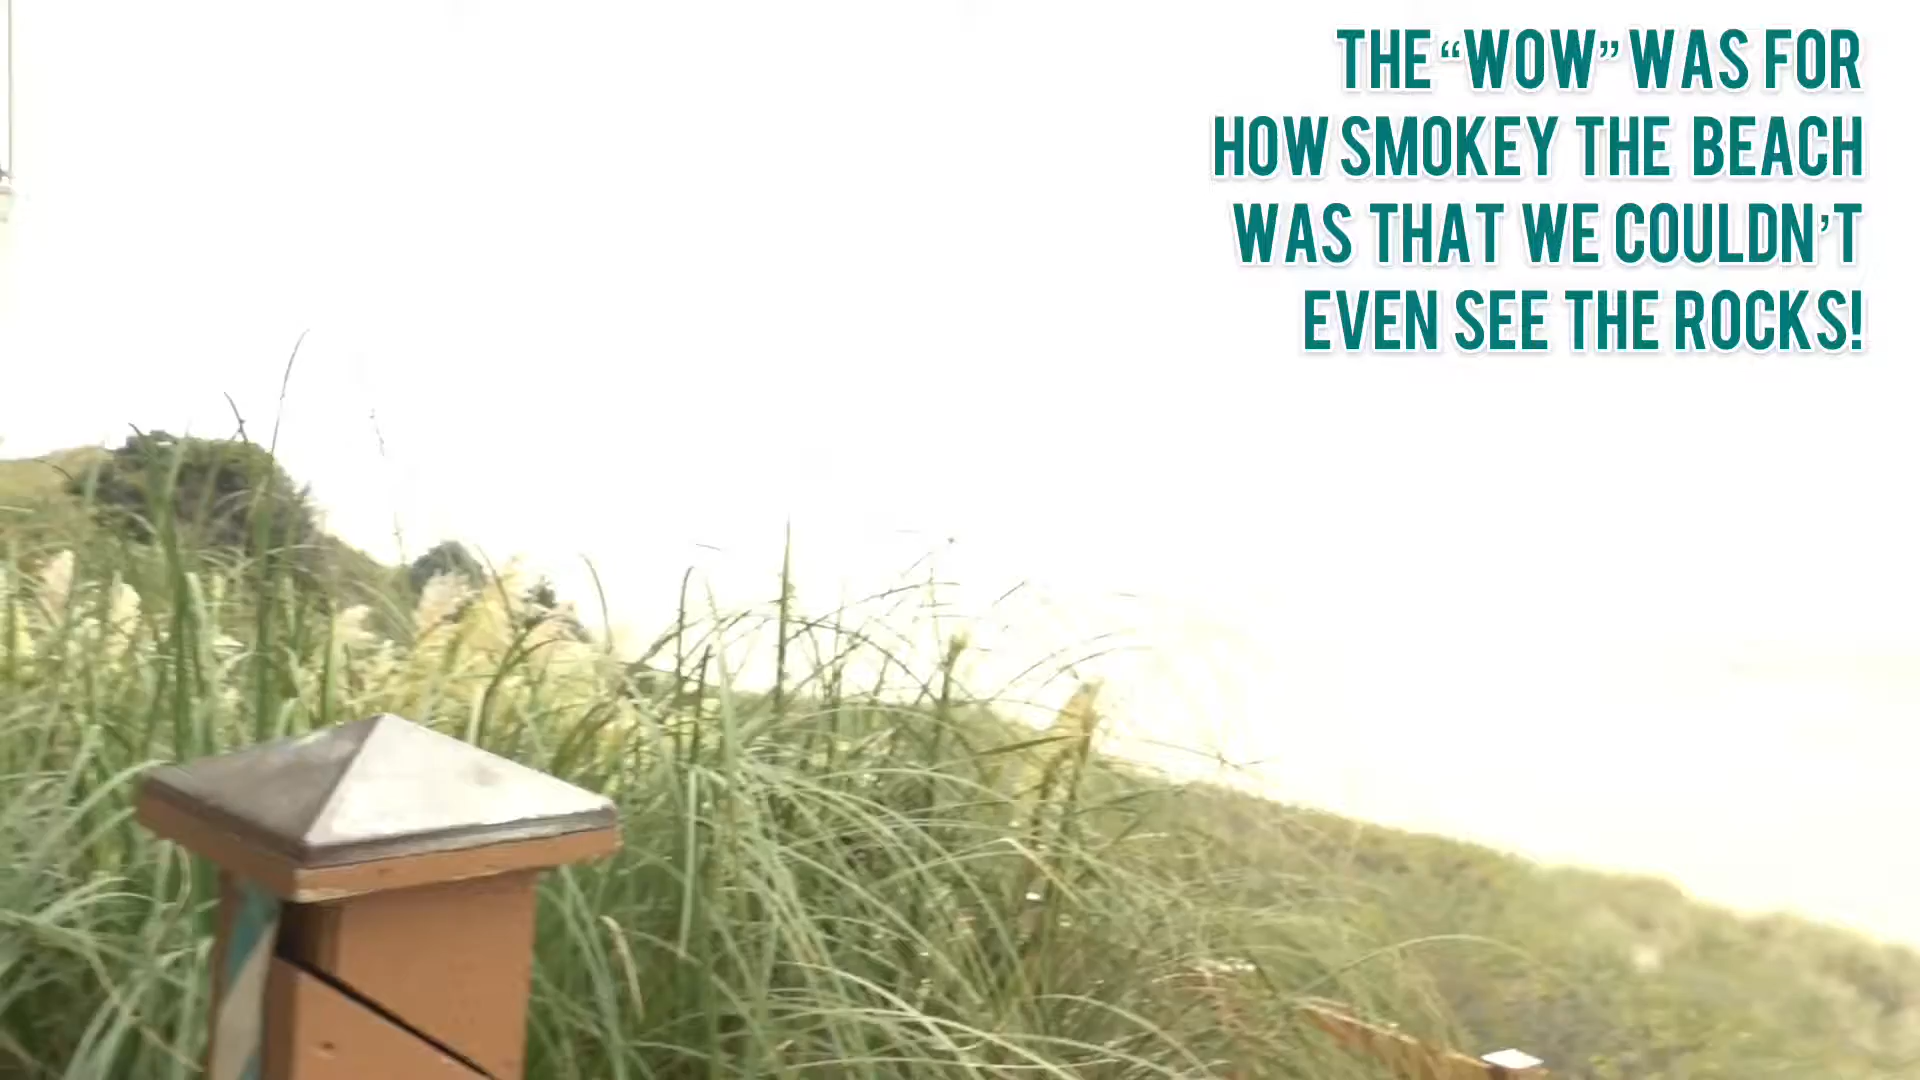 THE “WOW” WAS FOR
HOW SMOKEY THE BEACH
WAS THAT WE COULDN’T
EVEN SEE THE ROCKS!